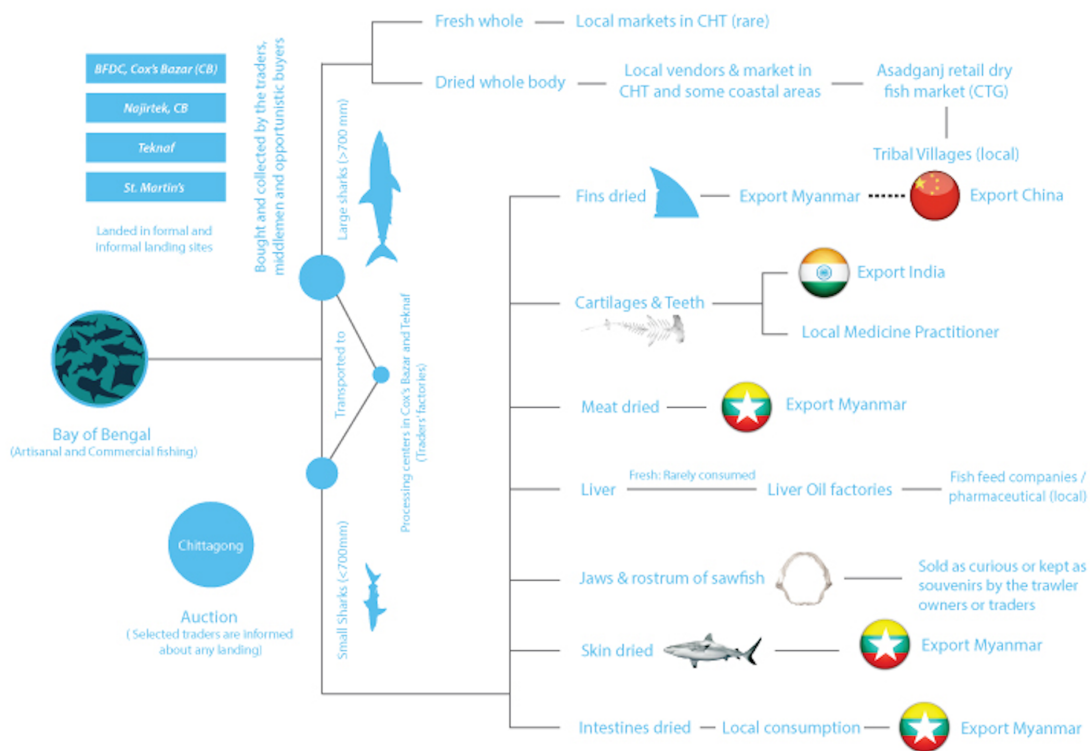 BFDC, Cox's Bazar (CB)
Najirtek, CB
Teknaf
St. Martin's
Landed in formal and
informal landing sites
Bay of Bengal
(Artisanal and Commercial fishing)
Chittagong
Auction
( Selected traders are informed
about any landing)
Bought and collected by the traders,
middlemen and opportunistic buyers
Large sharks (>700 mm)
Transported to
Processing centers in Cox's Bazar and Teknaf
(Traders' factories)
Small Sharks (<700mm)
Fresh whole
Local markets in CHT (rare)
Dried whole body
Local vendors & market in
CHT and some coastal areas
Asadganj retail dry
fish market (CTG)
Tribal Villages (local)
Fins dried
Export Myanmar
Export China
Cartilages & Teeth
Export India
Local Medicine Practitioner
Meat dried
Export Myanmar
Liver
Fresh: Rarely consumed
Liver Oil factories
Fish feed companies /
pharmaceutical (local)
Jaws & rostrum of sawfish
Sold as curious or kept as
souvenirs by the trawler
owners or traders
Skin dried
Export Myanmar
Intestines dried
Local consumption
Export Myanmar